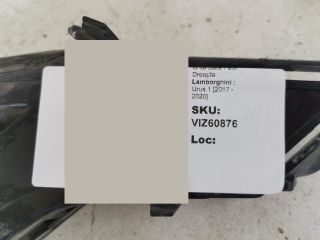 Dreapta
Lamborghini :
Urus 1 [2017 -
2020]
SKU:
VIZ60876
Loc: